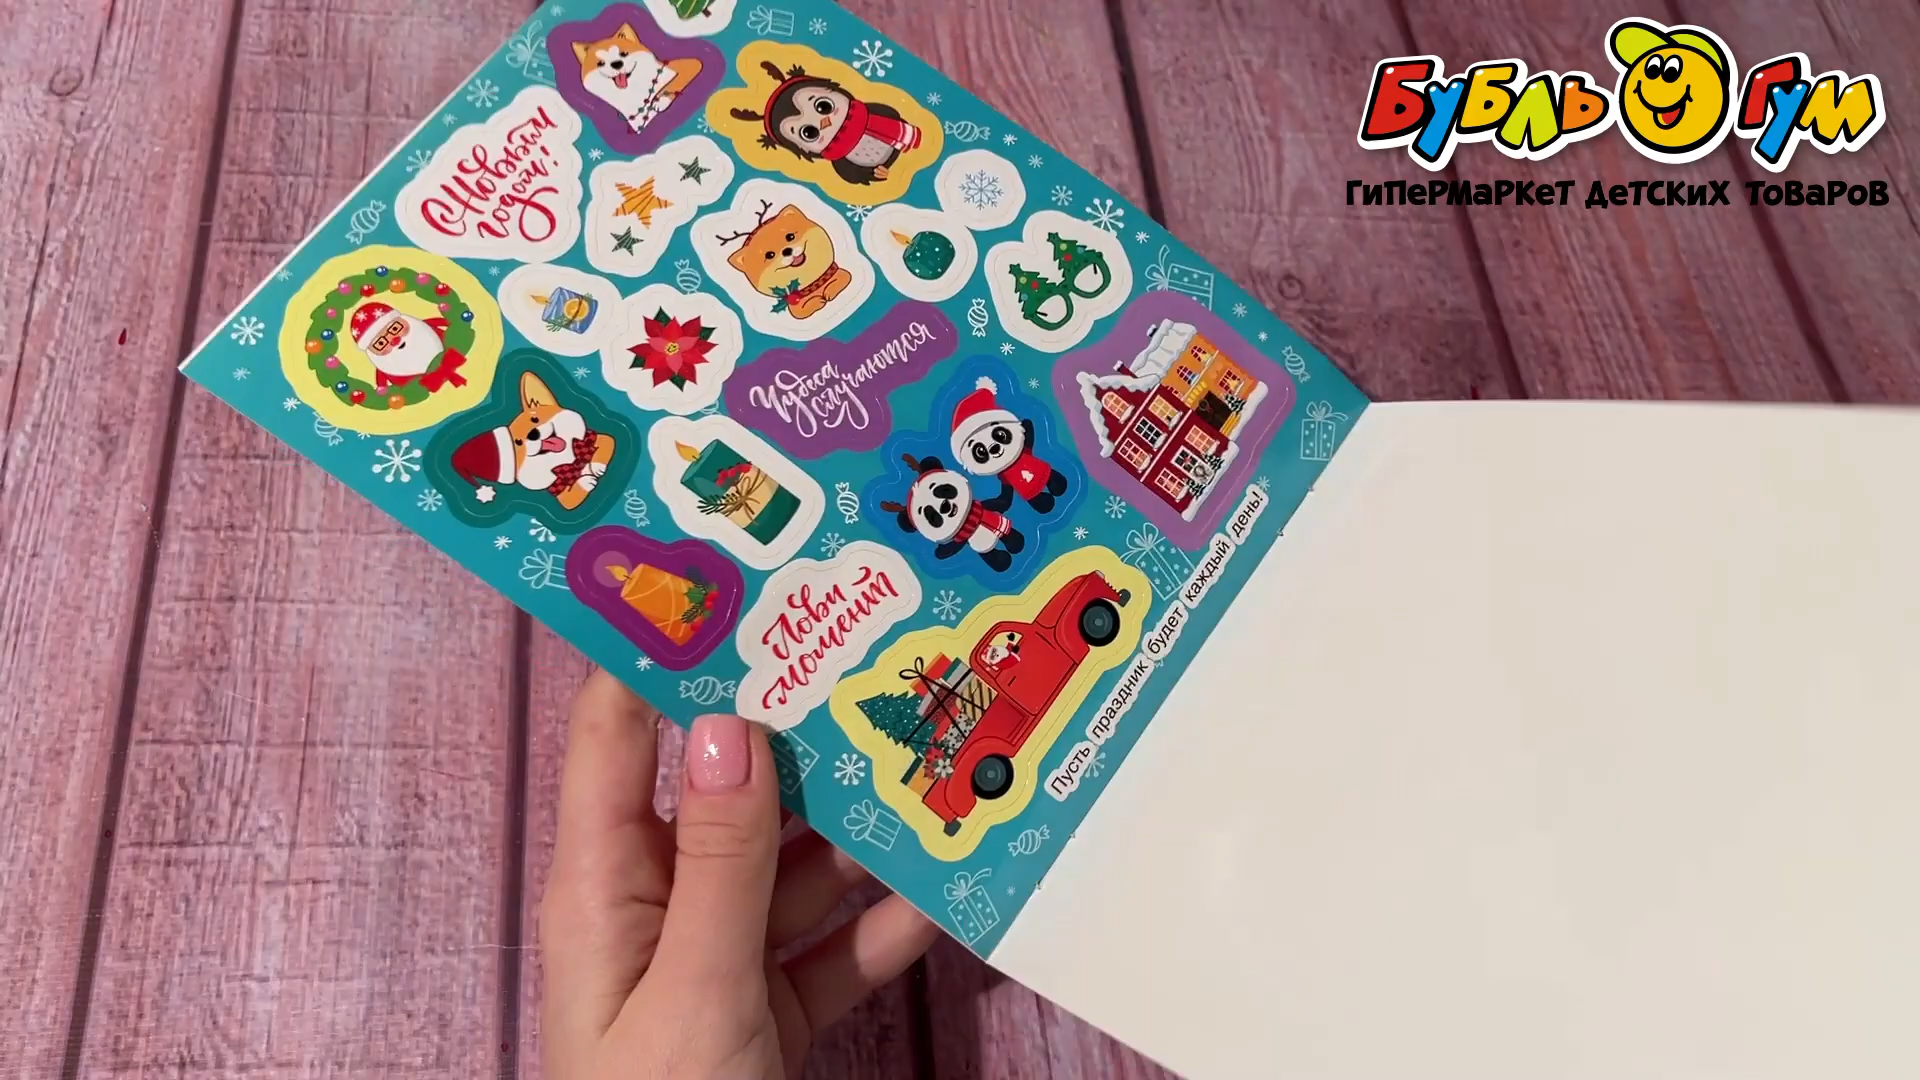 БУБЛЬ ГУМ
ГИПЕРМАРКЕТ ДЕТСКИХ ТОВАРОВ
С Новым
годом!
Чудеса
случаются
Лови
момент
Пусть праздник будет каждый день!